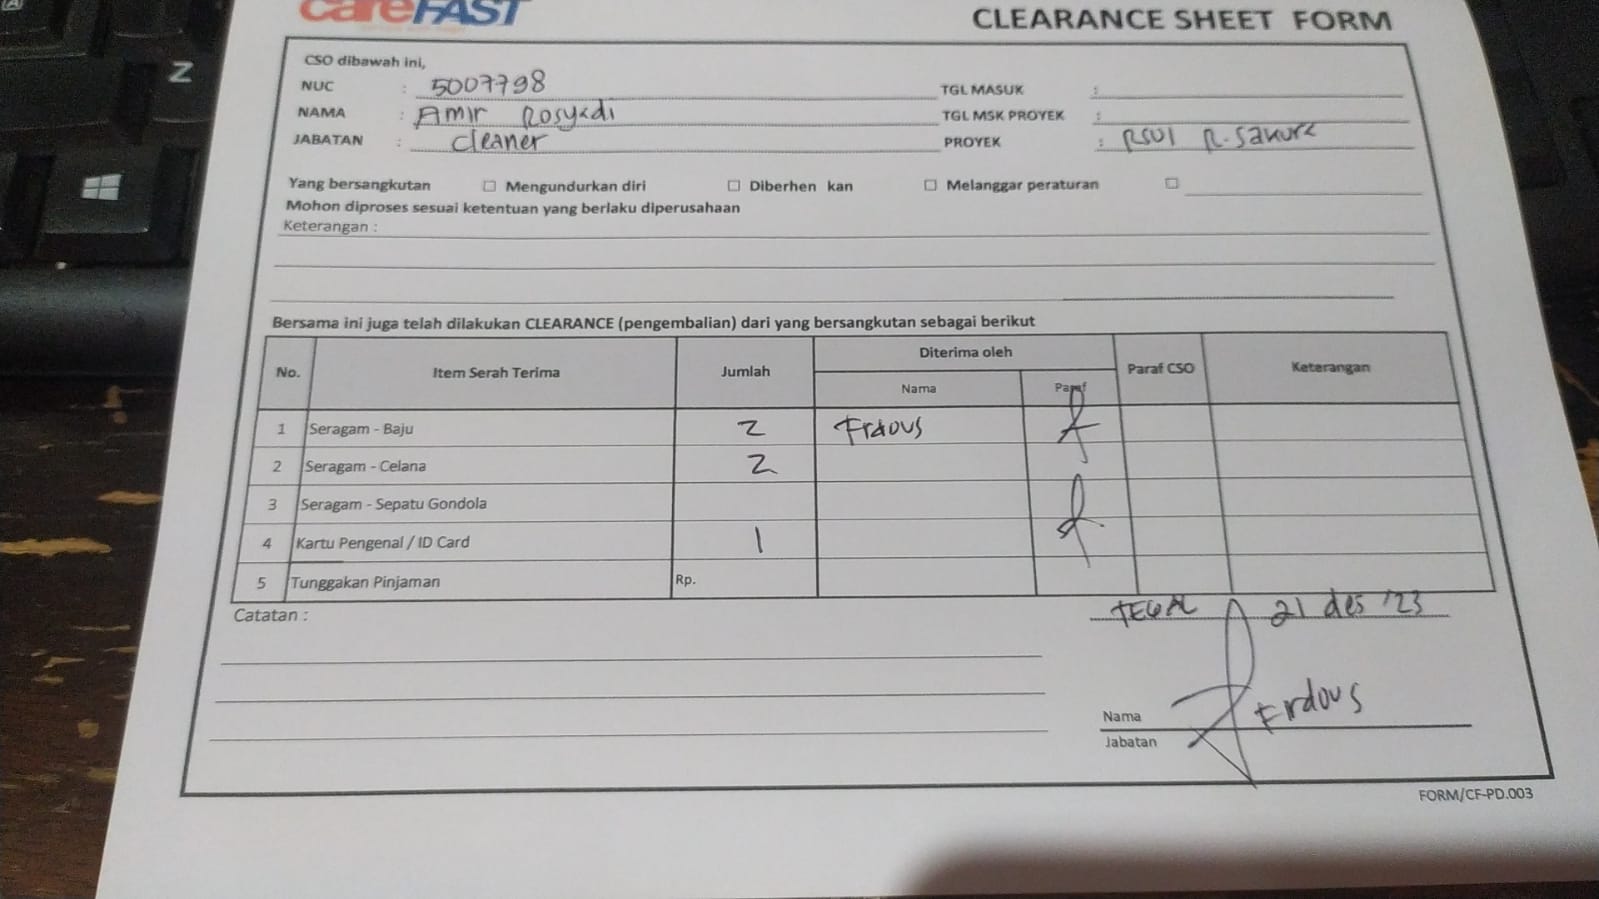 careFAST
CLEARANCE SHEET FORM
CSO dibawah ini,
NUC : 5007798
TGL MASUK :
NAMA : Amir Rosyadi
TGL MSK PROYEK :
JABATAN : Cleaner
PROYEK : RSUI
Yang bersangkutan Mengundurkan diri Diberhen kan Melanggar peraturan
Mohon diproses sesuai ketentuan yang berlaku diperusahaan
Keterangan :
Bersama ini juga telah dilakukan CLEARANCE (pengembalian) dari yang bersangkutan sebagai berikut
No. Item Serah Terima Jumlah Diterima oleh Paraf CSO Keterangan
Nama Paraf
1 Seragam - Baju 2 Frdous
2 Seragam - Celana 2
3 Seragam - Sepatu Gondola
4 Kartu Pengenal / ID Card 1
5 Tunggakan Pinjaman Rp.
Catatan :
TEGAL 21 des '23
Frdous
Nama
Jabatan
FORM/CF-PD.003
Z